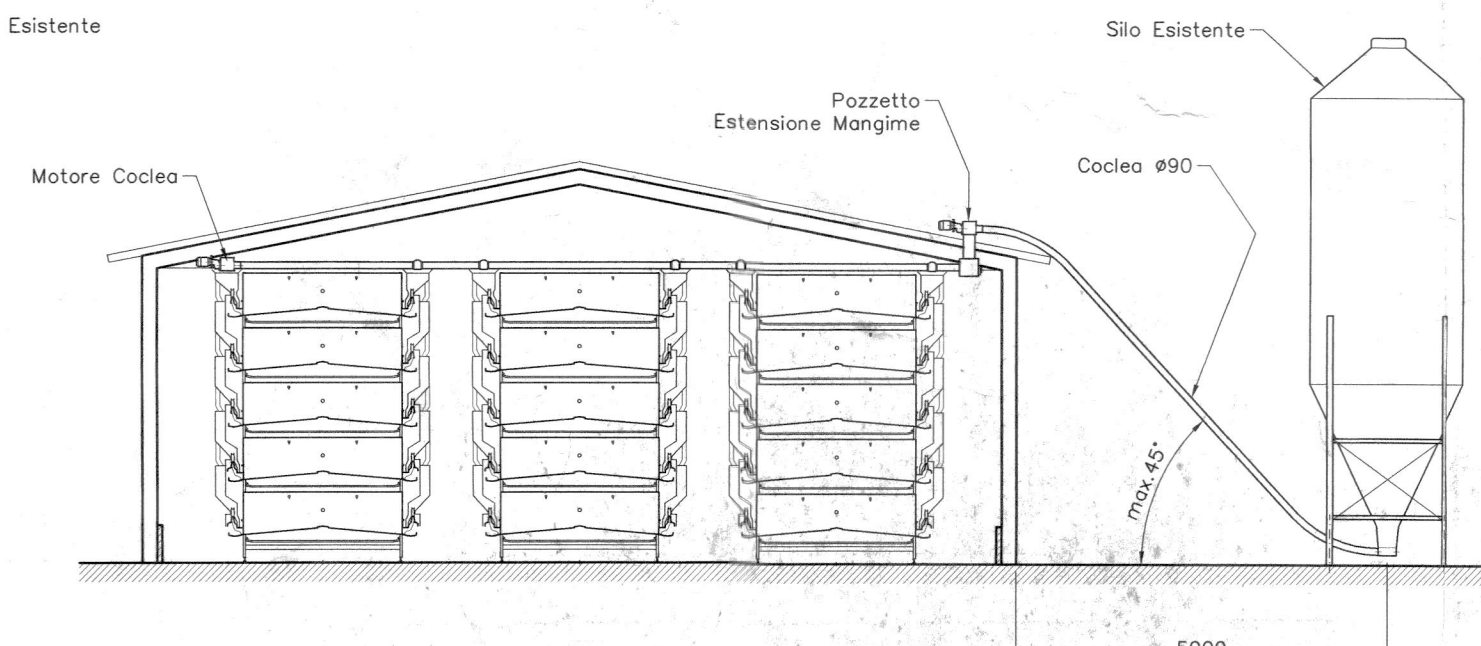 Esistente
Silo Esistente
Pozzetto
Estensione Mangime
Motore Coclea
Coclea ø90
max.45°